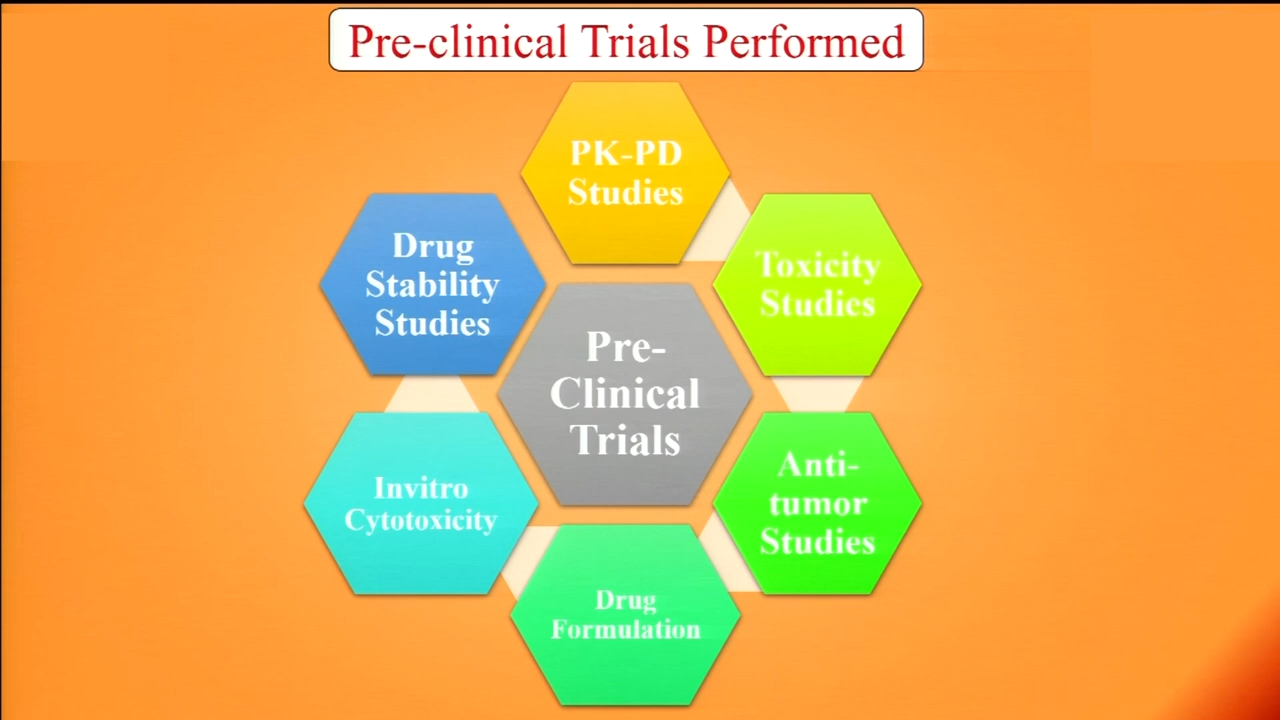 Pre-clinical Trials Performed
PK-PD
Studies
Toxicity
Studies
Anti-
tumor
Studies
Drug
Formulation
Invitro
Cytotoxicity
Drug
Stability
Studies
Pre-
Clinical
Trials